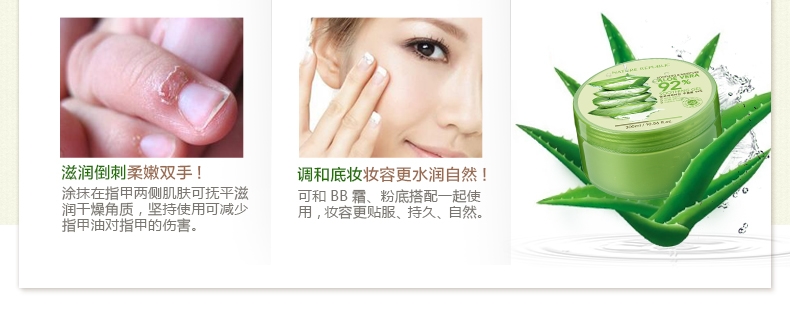 滋润倒刺柔嫩双手！
涂抹在指甲两侧肌肤可抚平滋
润干燥角质，坚持使用可减少
指甲油对指甲的伤害。
调和底妆妆容更水润自然！
可和 BB 霜、粉底搭配一起使
用，妆容更贴服、持久、自然。
NATURE REPUBLIC
ALOE VERA
92%